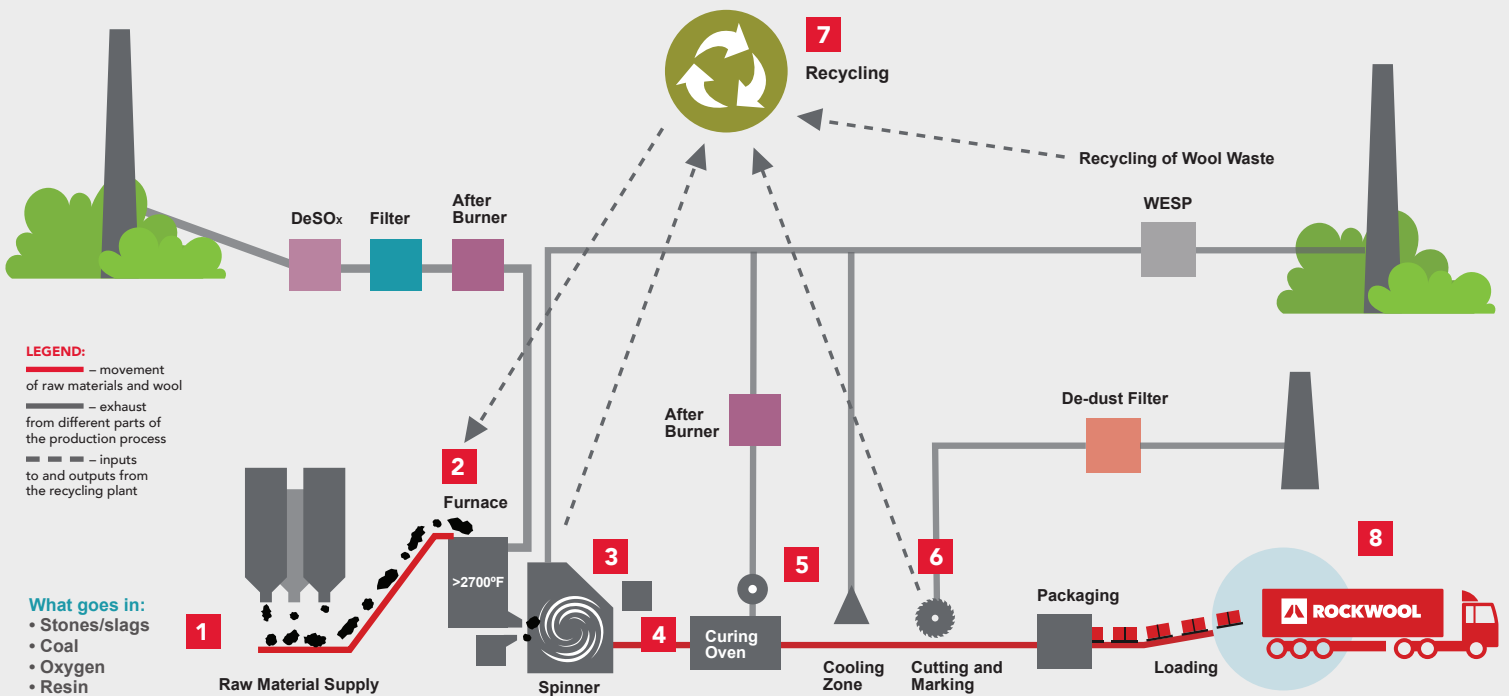 7
Recycling
Recycling of Wool Waste
DeSOx
Filter
After
Burner
WESP
LEGEND:
– movement
of raw materials and wool
– exhaust
from different parts of
the production process
– inputs
to and outputs from
the recycling plant
After
Burner
De-dust Filter
2
Furnace
>2700ºF
3
5
6
8
What goes in:
• Stones/slags
• Coal
• Oxygen
• Resin
1
Raw Material Supply
Spinner
4
Curing
Oven
Cooling
Zone
Cutting and
Marking
Packaging
Loading
ROCKWOOL